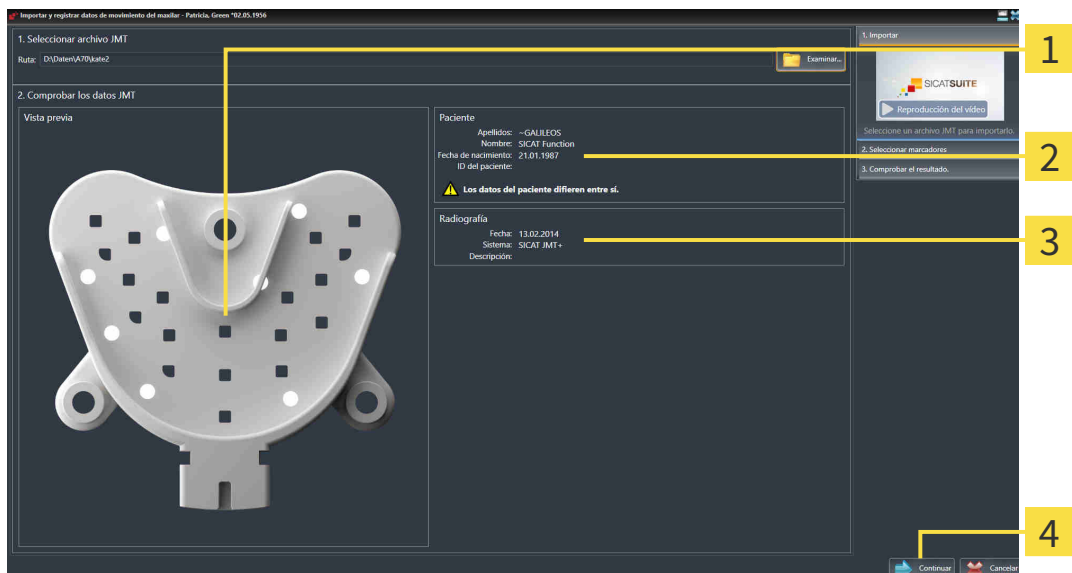 Importar y registrar datos de movimiento del maxilar - Patricia, Green *02.05.1956
1. Seleccionar archivo JMT
Ruta: D:\Daten\A70\kate2
Examinar...
2. Comprobar los datos JMT
Vista previa
Paciente
Apellidos: ~GALILEOS
Nombre: SICAT Function
Fecha de nacimiento: 21.01.1987
ID del paciente:
Los datos del paciente difieren entre sí.
Radiografía
Fecha: 13.02.2014
Sistema: SICAT JMT+
Descripción:
1. Importar
SICATSUITE
Reproducción del vídeo
Seleccione un archivo JMT para importarlo.
2. Seleccionar marcadores
3. Comprobar el resultado.
Continuar
Cancelar
1
2
3
4